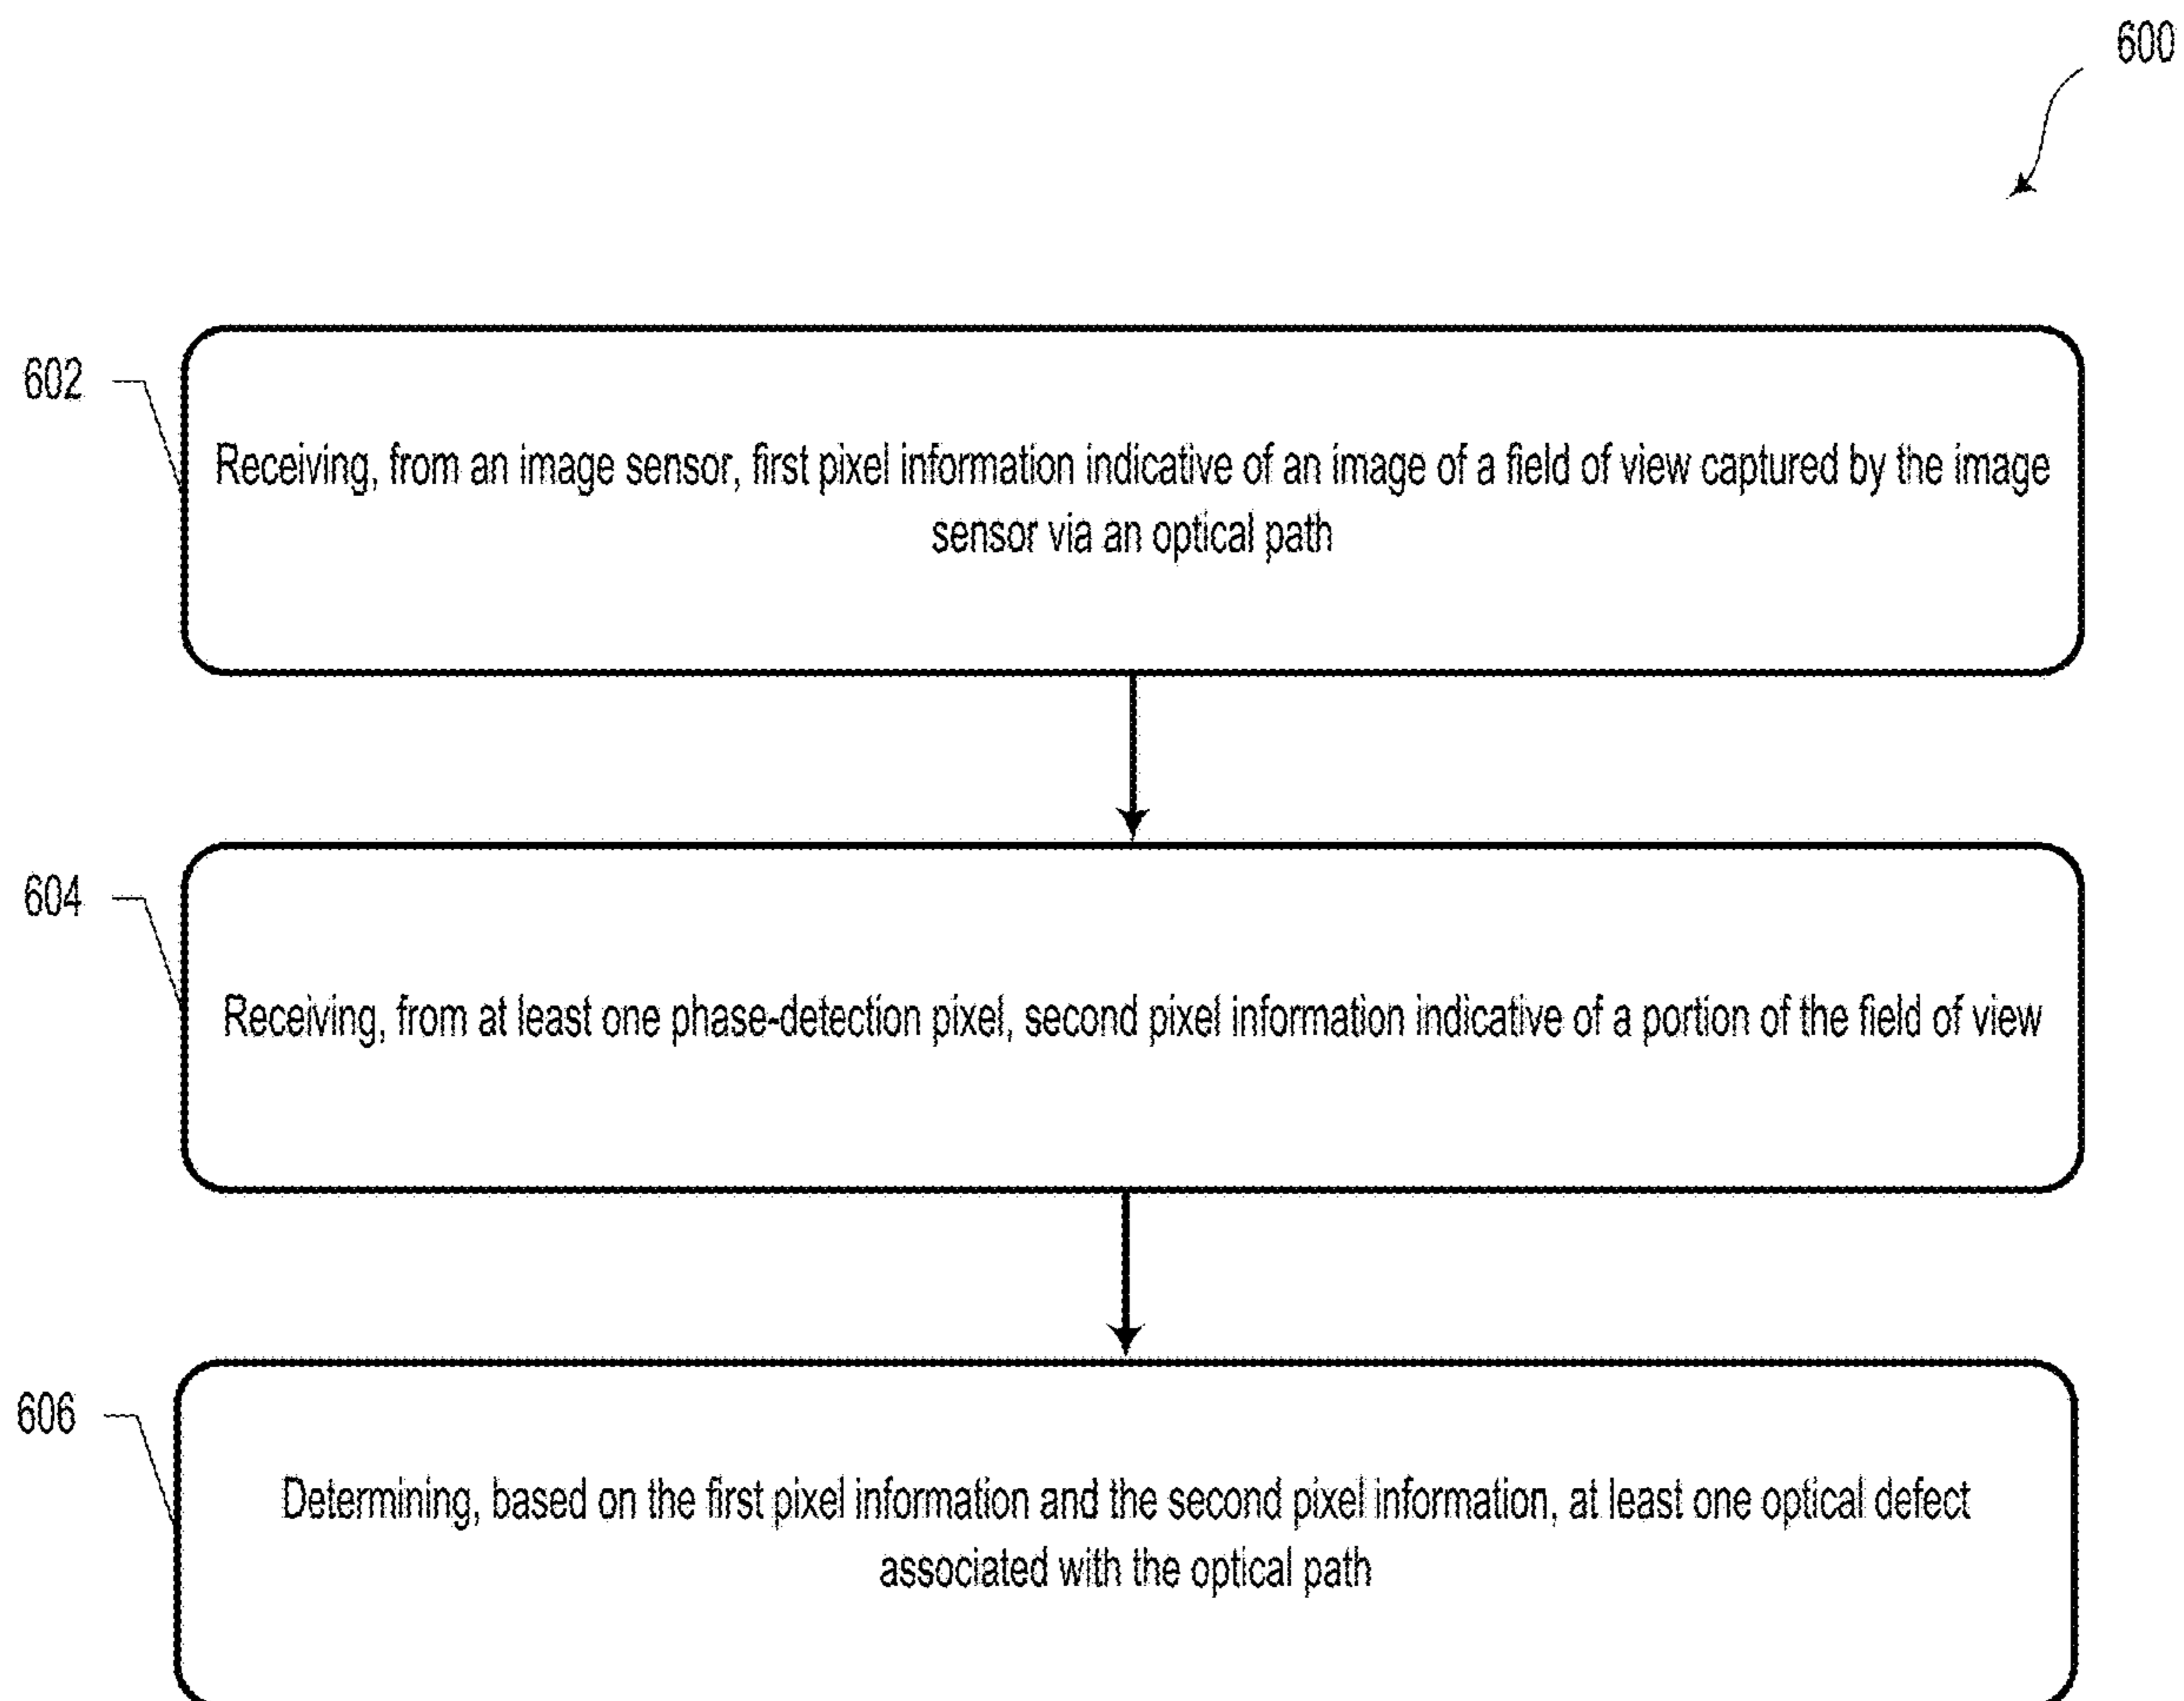 600
602
Receiving, from an image sensor, first pixel information indicative of an image of a field of view captured by the image
sensor via an optical path
604
Receiving, from at least one phase-detection pixel, second pixel information indicative of a portion of the field of view
606
Determining, based on the first pixel information and the second pixel information, at least one optical defect
associated with the optical path